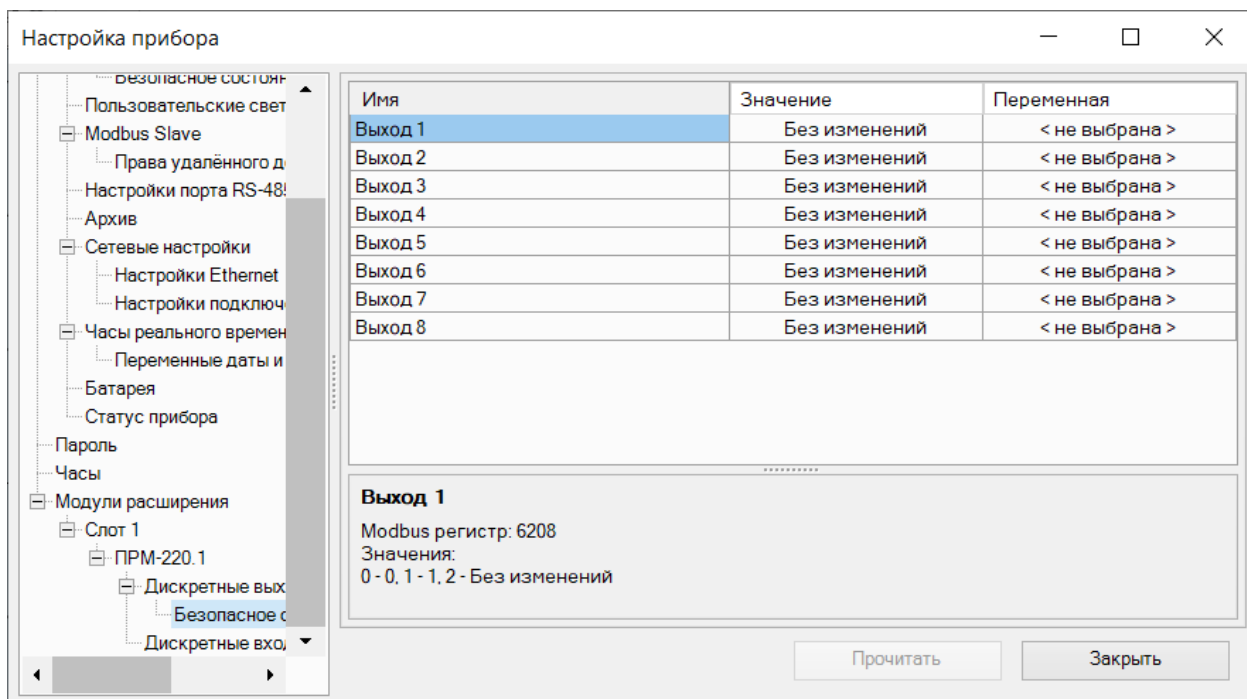 Настройка прибора
Безопасное состоян
Пользовательские свет
Modbus Slave
Права удалённого д
Настройки порта RS-485
Архив
Сетевые настройки
Настройки Ethernet
Настройки подключ
Часы реального времен
Переменные даты и
Батарея
Статус прибора
Пароль
Часы
Модули расширения
Слот 1
ПРМ-220.1
Дискретные вых
Безопасное с
Дискретные вход
Имя Значение Переменная
Выход 1 Без изменений < не выбрана >
Выход 2 Без изменений < не выбрана >
Выход 3 Без изменений < не выбрана >
Выход 4 Без изменений < не выбрана >
Выход 5 Без изменений < не выбрана >
Выход 6 Без изменений < не выбрана >
Выход 7 Без изменений < не выбрана >
Выход 8 Без изменений < не выбрана >
Выход 1
Modbus регистр: 6208
Значения:
0 - 0, 1 - 1, 2 - Без изменений
Прочитать Закрыть